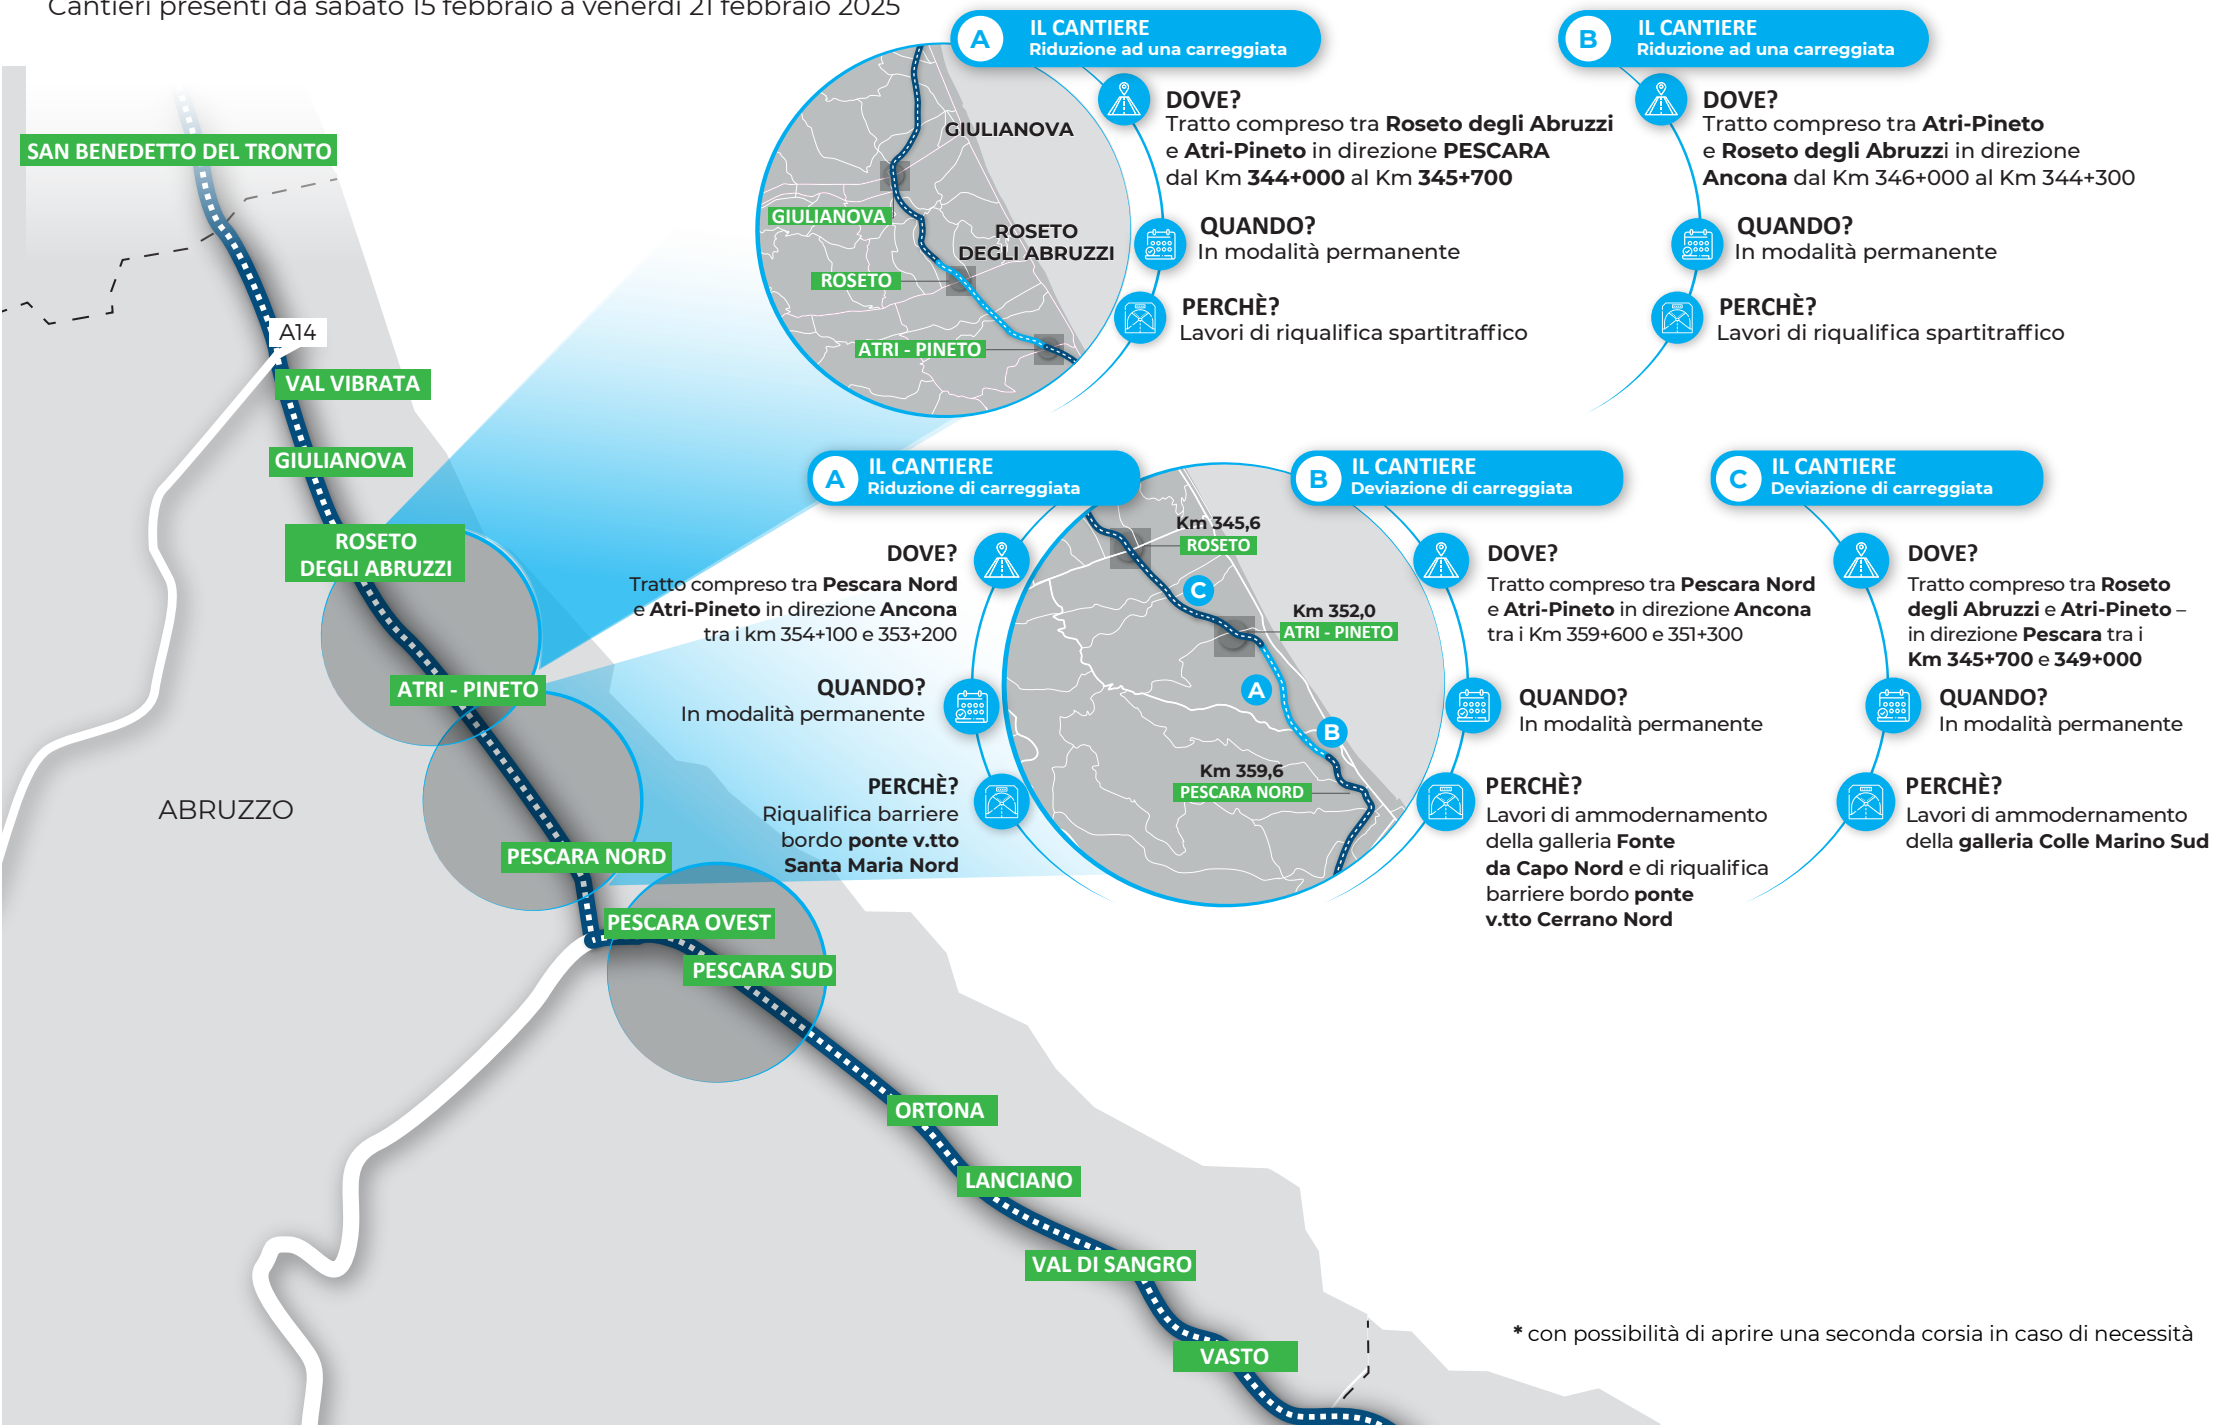 Cantieri presenti da sabato 15 febbraio a venerdì 21 febbraio 2025
A
IL CANTIERE
Riduzione ad una carreggiata
DOVE?
Tratto compreso tra Roseto degli Abruzzi
e Atri-Pineto in direzione PESCARA
dal Km 344+000 al Km 345+700
QUANDO?
In modalità permanente
PERCHÈ?
Lavori di riqualifica spartitraffico
B
IL CANTIERE
Riduzione ad una carreggiata
DOVE?
Tratto compreso tra Atri-Pineto
e Roseto degli Abruzzi in direzione
Ancona dal Km 346+000 al Km 344+300
QUANDO?
In modalità permanente
PERCHÈ?
Lavori di riqualifica spartitraffico
GIULIANOVA
GIULIANOVA
ROSETO
DEGLI ABRUZZI
ROSETO
ATRI - PINETO
A
IL CANTIERE
Riduzione di carreggiata
DOVE?
Tratto compreso tra Pescara Nord
e Atri-Pineto in direzione Ancona
tra i km 354+100 e 353+200
QUANDO?
In modalità permanente
PERCHÈ?
Riqualifica barriere
bordo ponte v.tto
Santa Maria Nord
Km 345,6
ROSETO
C
Km 352,0
ATRI - PINETO
A
B
Km 359,6
PESCARA NORD
B
IL CANTIERE
Deviazione di carreggiata
DOVE?
Tratto compreso tra Pescara Nord
e Atri-Pineto in direzione Ancona
tra i Km 359+600 e 351+300
QUANDO?
In modalità permanente
PERCHÈ?
Lavori di ammodernamento
della galleria Fonte
da Capo Nord e di riqualifica
barriere bordo ponte
v.tto Cerrano Nord
C
IL CANTIERE
Deviazione di carreggiata
DOVE?
Tratto compreso tra Roseto
degli Abruzzi e Atri-Pineto –
in direzione Pescara tra i
Km 345+700 e 349+000
QUANDO?
In modalità permanente
PERCHÈ?
Lavori di ammodernamento
della galleria Colle Marino Sud
SAN BENEDETTO DEL TRONTO
A14
VAL VIBRATA
GIULIANOVA
ROSETO
DEGLI ABRUZZI
ATRI - PINETO
ABRUZZO
PESCARA NORD
PESCARA OVEST
PESCARA SUD
ORTONA
LANCIANO
VAL DI SANGRO
VASTO
* con possibilità di aprire una seconda corsia in caso di necessità